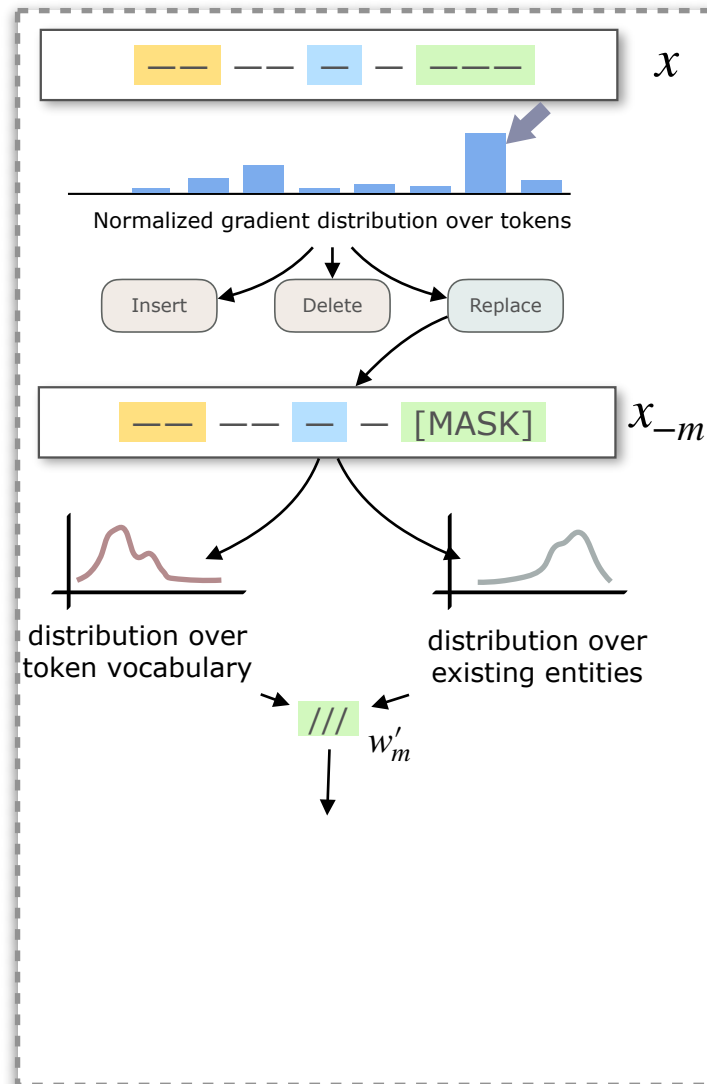 x
Normalized gradient distribution over tokens
Insert
Delete
Replace
[MASK]
x₋ₘ
distribution over
token vocabulary
distribution over
existing entities
///
w′ₘ